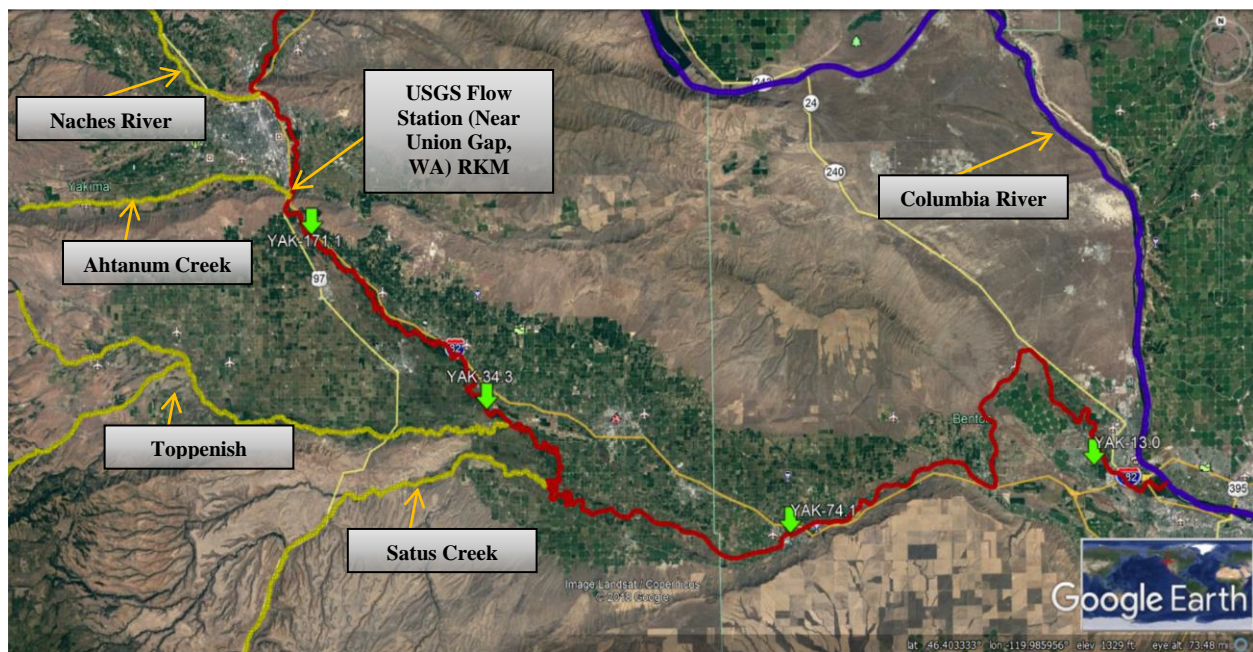 Naches River
USGS Flow
Station (Near
Union Gap,
WA) RKM
24
240
Columbia River
N
Yakima
Ahtanum Creek
YAK-171.1
97
82
YAK-34.3
Toppenish
Satus Creek
YAK-74.1
Benton
YAK-13.0
82
395
Image Landsat / Copernicus
© 2018 Google
Google Earth
lat 46.403333° lon -119.985956° elev 1329 ft eye alt 73.48 mi